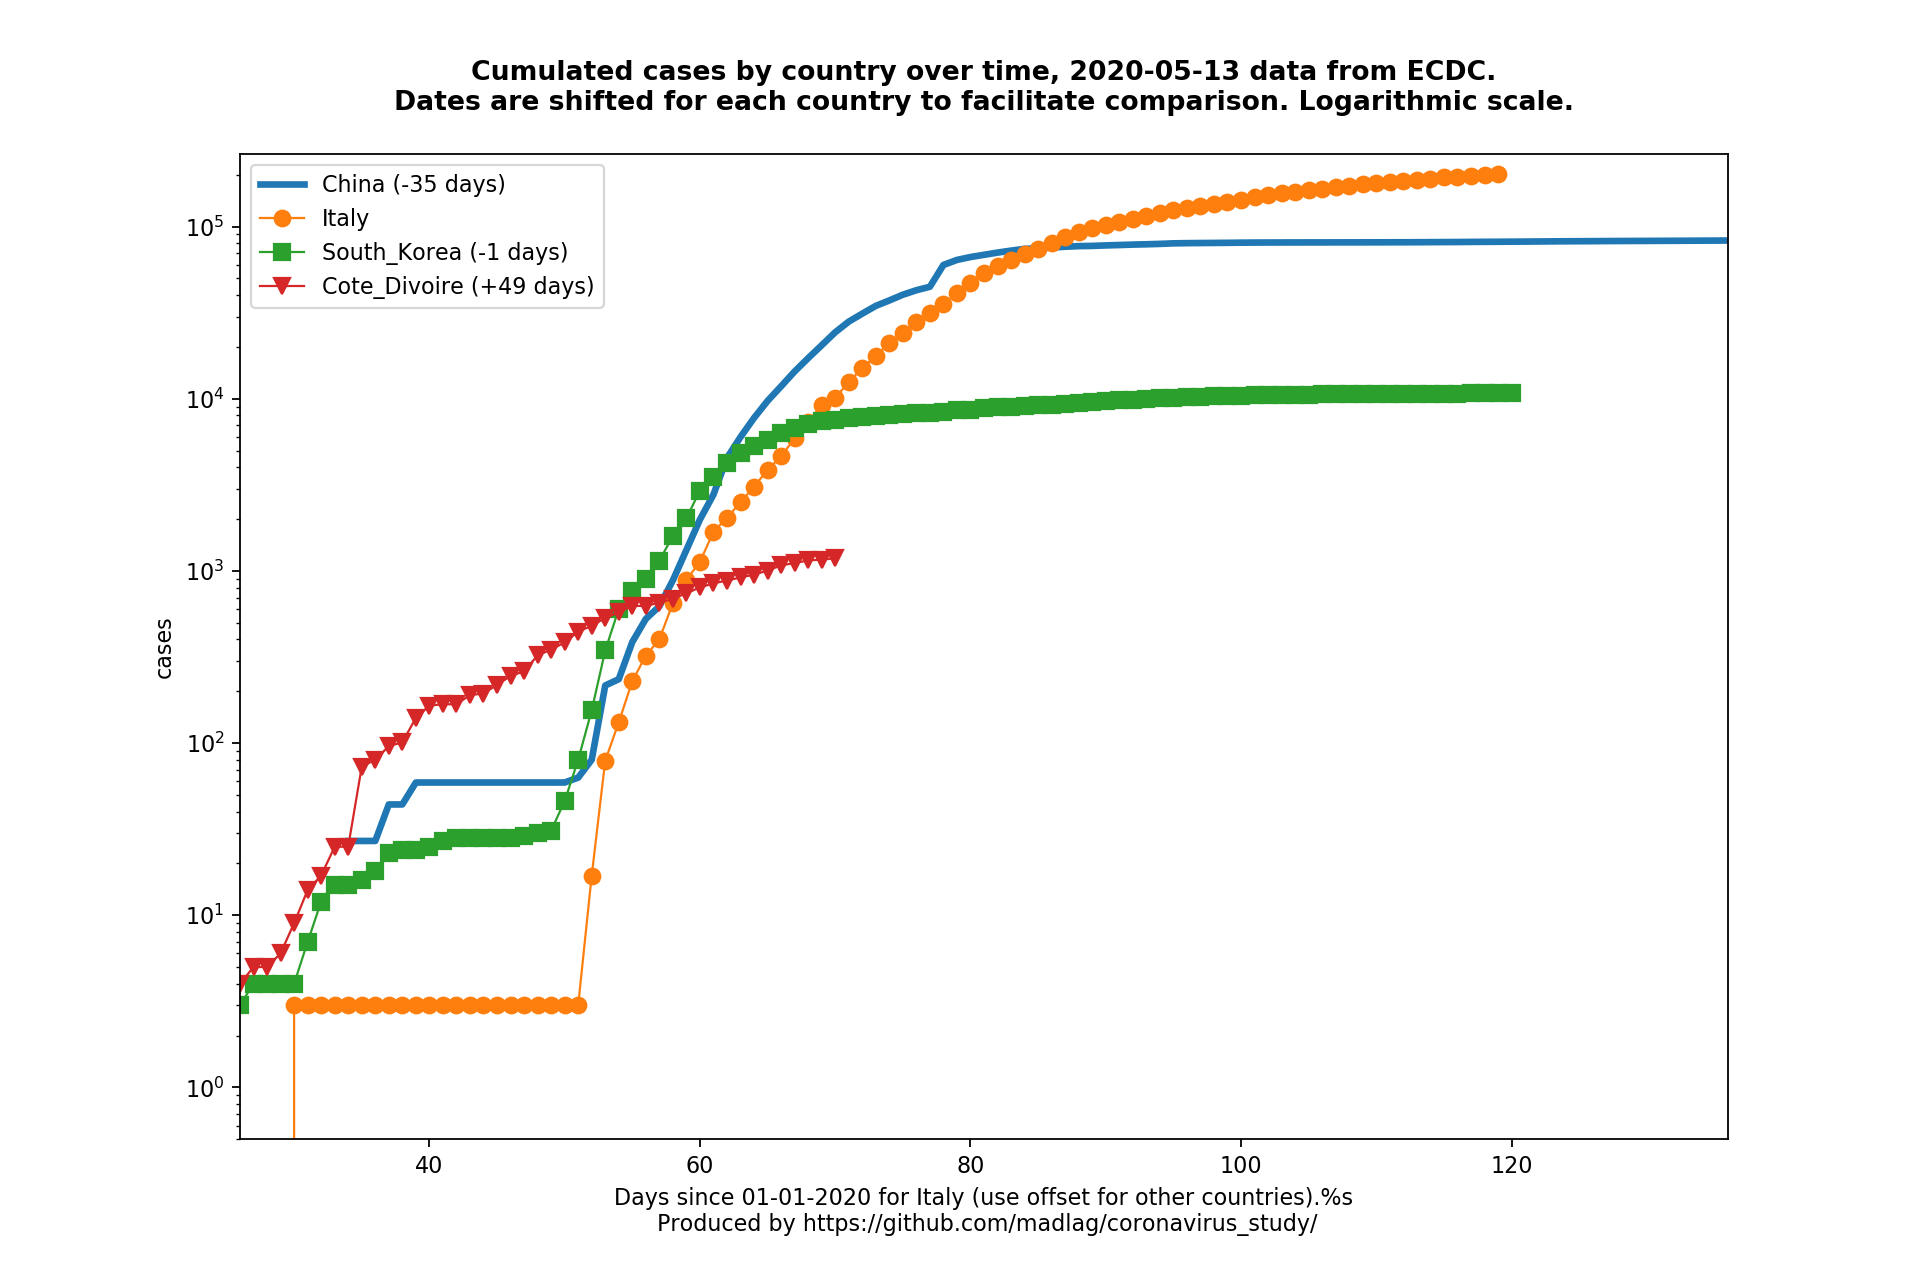 Cumulated cases by country over time, 2020-05-13 data from ECDC.
Dates are shifted for each country to facilitate comparison. Logarithmic scale.
China (-35 days)
Italy
South_Korea (-1 days)
Cote_Divoire (+49 days)
cases
10^5
10^4
10^3
10^2
10^1
10^0
40 60 80 100 120
Days since 01-01-2020 for Italy (use offset for other countries).%s
Produced by https://github.com/madlag/coronavirus_study/